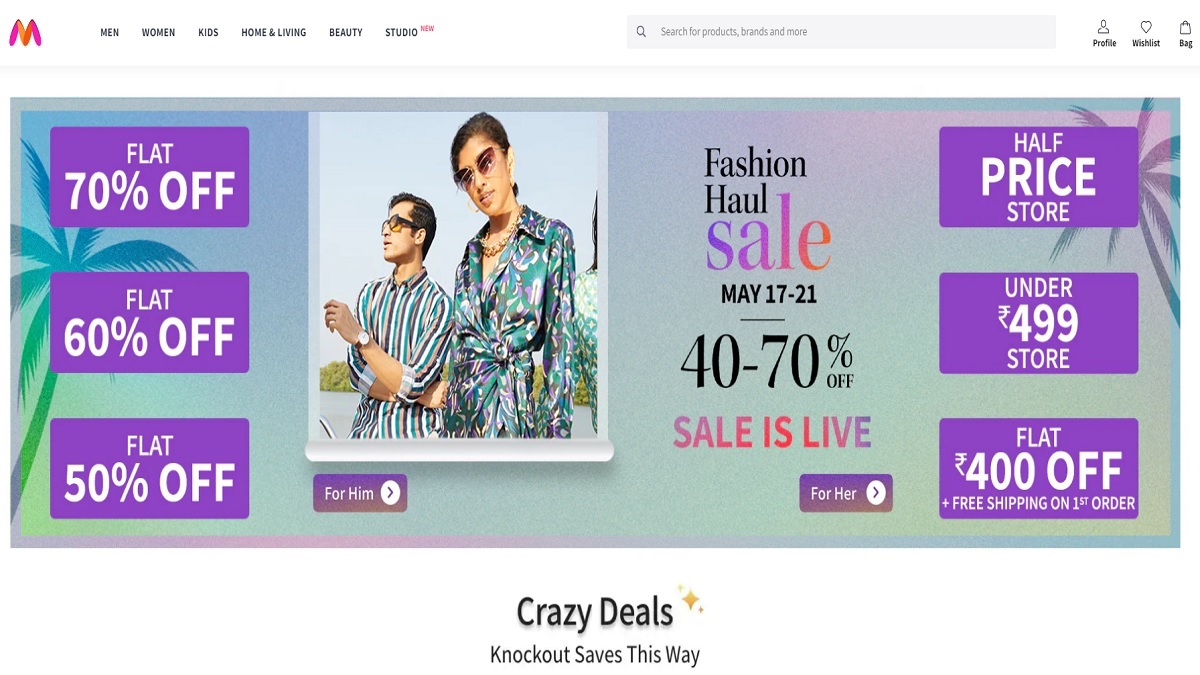 MEN
WOMEN
KIDS
HOME & LIVING
BEAUTY
STUDIO NEW
Search for products, brands and more
Profile
Wishlist
Bag
FLAT
70% OFF
FLAT
60% OFF
FLAT
50% OFF
For Him
Fashion
Haul
sale
MAY 17-21
40-70% OFF
SALE IS LIVE
For Her
HALF
PRICE
STORE
UNDER
₹499
STORE
FLAT
₹400 OFF
+ FREE SHIPPING ON 1ST ORDER
Crazy Deals
Knockout Saves This Way